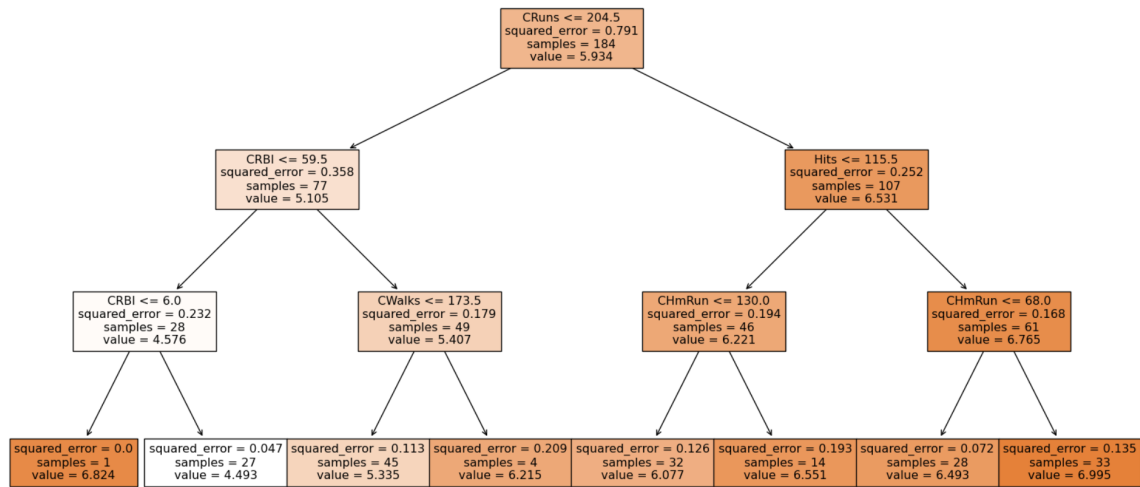 CRuns <= 204.5
squared_error = 0.791
samples = 184
value = 5.934
CRBI <= 59.5
squared_error = 0.358
samples = 77
value = 5.105
Hits <= 115.5
squared_error = 0.252
samples = 107
value = 6.531
CRBI <= 6.0
squared_error = 0.232
samples = 28
value = 4.576
CWalks <= 173.5
squared_error = 0.179
samples = 49
value = 5.407
CHmRun <= 130.0
squared_error = 0.194
samples = 46
value = 6.221
CHmRun <= 68.0
squared_error = 0.168
samples = 61
value = 6.765
squared_error = 0.0
samples = 1
value = 6.824
squared_error = 0.047
samples = 27
value = 4.493
squared_error = 0.113
samples = 45
value = 5.335
squared_error = 0.209
samples = 4
value = 6.215
squared_error = 0.126
samples = 32
value = 6.077
squared_error = 0.193
samples = 14
value = 6.551
squared_error = 0.072
samples = 28
value = 6.493
squared_error = 0.135
samples = 33
value = 6.995